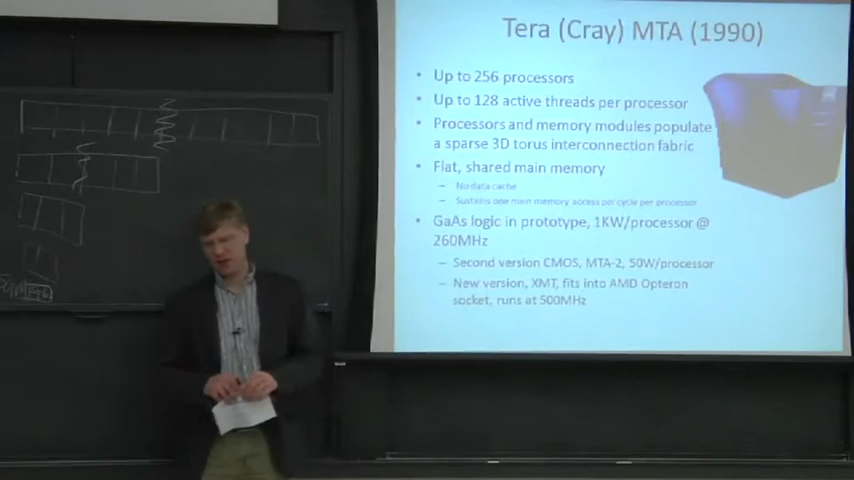 Tera (Cray) MTA (1990)
• Up to 256 processors
• Up to 128 active threads per processor
• Processors and memory modules populate
a sparse 3D torus interconnection fabric
• Flat, shared main memory
– No data cache
– Sustains one main memory access per cycle per processor
• GaAs logic in prototype, 1KW/processor @
260MHz
– Second version CMOS, MTA-2, 50W/processor
– New version, XMT, fits into AMD Opteron
socket, runs at 500MHz